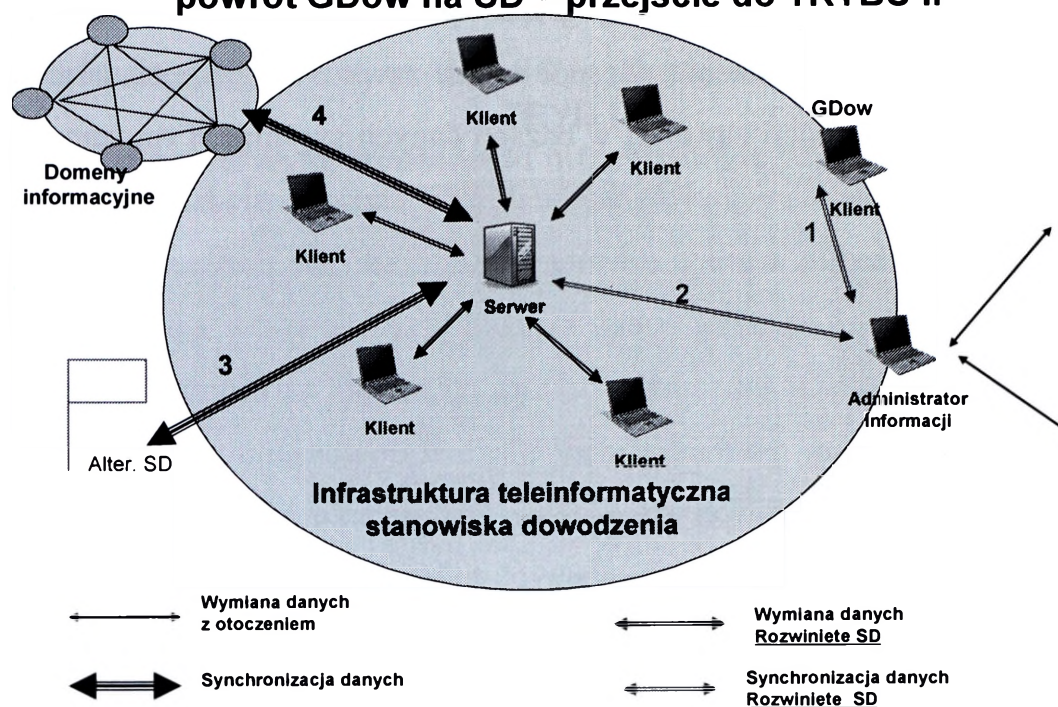 powrót GDow na SD - przejście do TRYBU II
4
Klient
Klient
GDow
Klient
Domeny
informacyjne
Klient
1
Serwer
2
3
Klient
Klient
Administrator
Informacji
Alter. SD
Infrastruktura teleinformatyczna
stanowiska dowodzenia
Wymiana danych
z otoczeniem
Wymiana danych
Rozwinięte SD
Synchronizacja danych
Synchronizacja danych
Rozwinięte SD